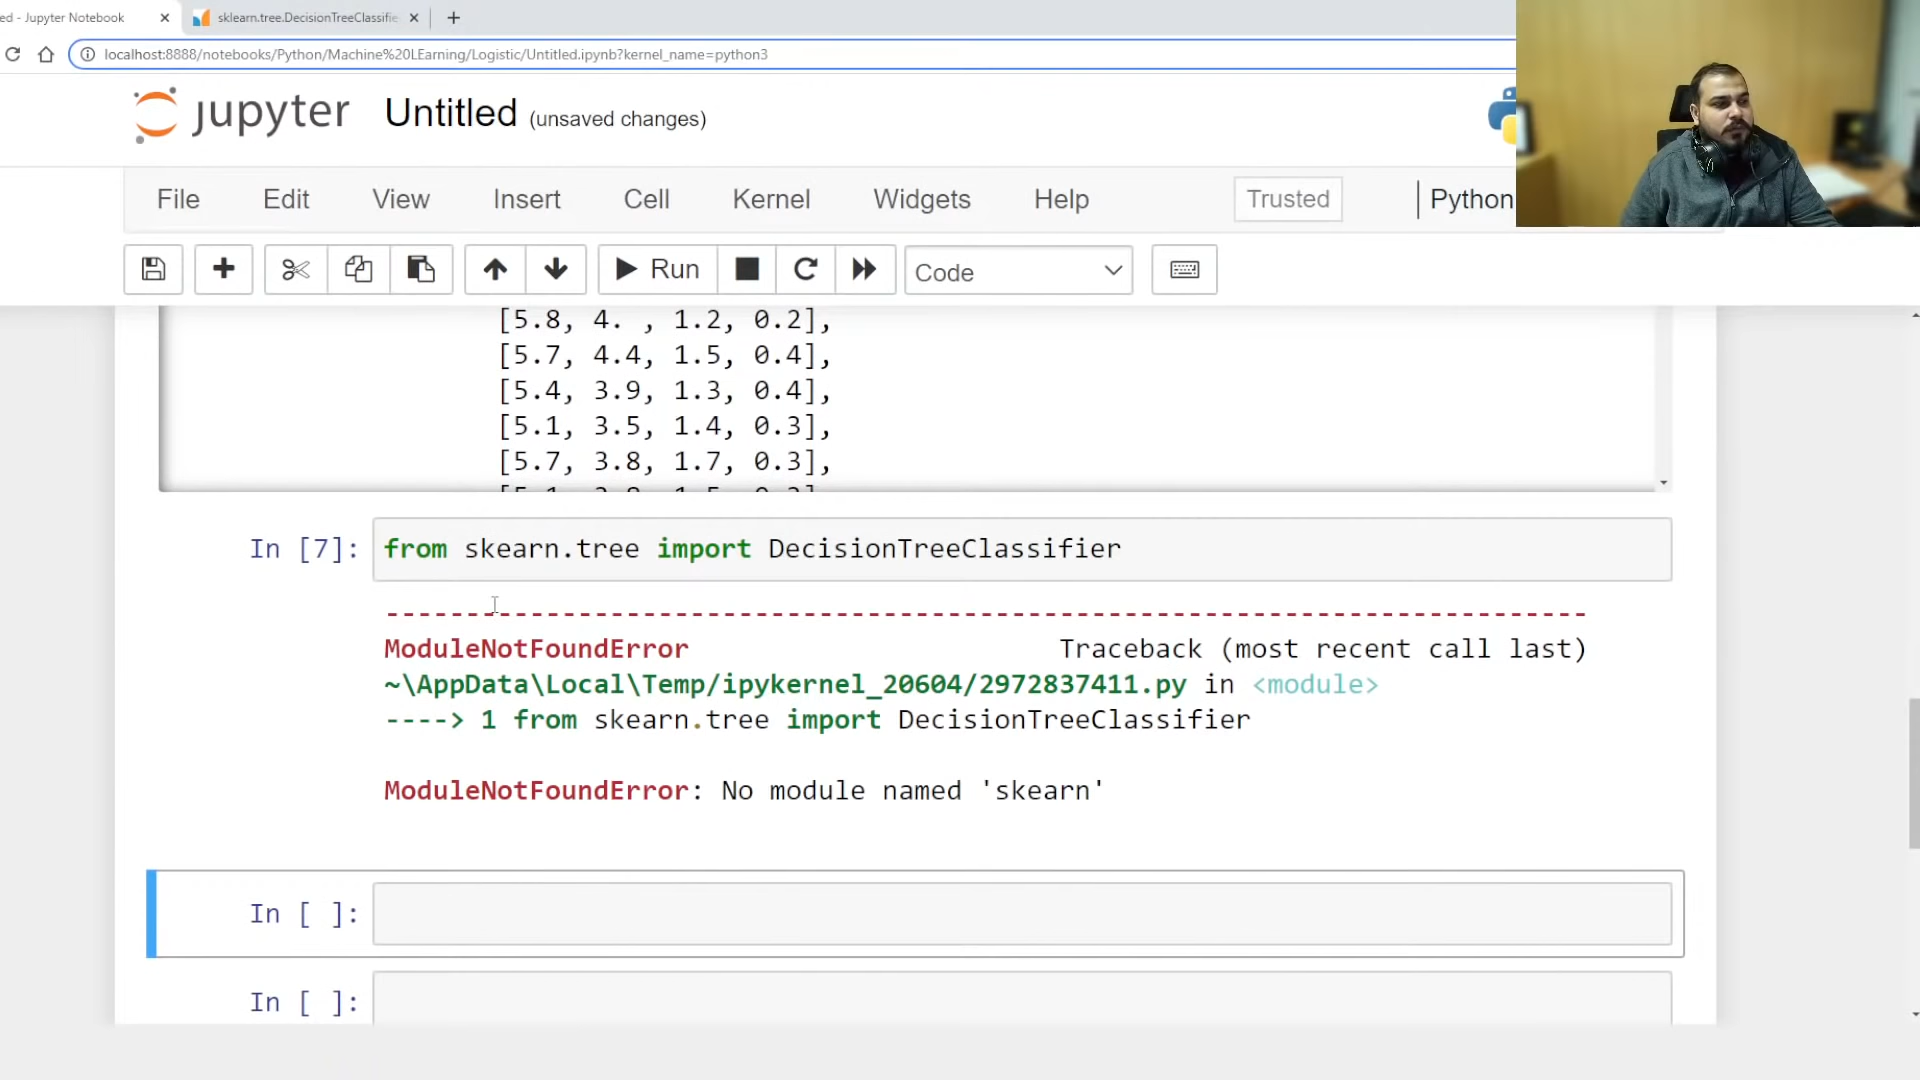 ed - Jupyter Notebook
sklearn.tree.DecisionTreeClassifie
localhost:8888/notebooks/Python/Machine%20LEarning/Logistic/Untitled.ipynb?kernel_name=python3
jupyter Untitled (unsaved changes)
File Edit View Insert Cell Kernel Widgets Help Trusted Python
Run Code
[5.8, 4. , 1.2, 0.2],
[5.7, 4.4, 1.5, 0.4],
[5.4, 3.9, 1.3, 0.4],
[5.1, 3.5, 1.4, 0.3],
[5.7, 3.8, 1.7, 0.3],
In [7]: from skearn.tree import DecisionTreeClassifier
---------------------------------------------------------------------------
ModuleNotFoundError Traceback (most recent call last)
~\AppData\Local\Temp/ipykernel_20604/2972837411.py in <module>
----> 1 from skearn.tree import DecisionTreeClassifier
ModuleNotFoundError: No module named 'skearn'
In [ ]:
In [ ]: